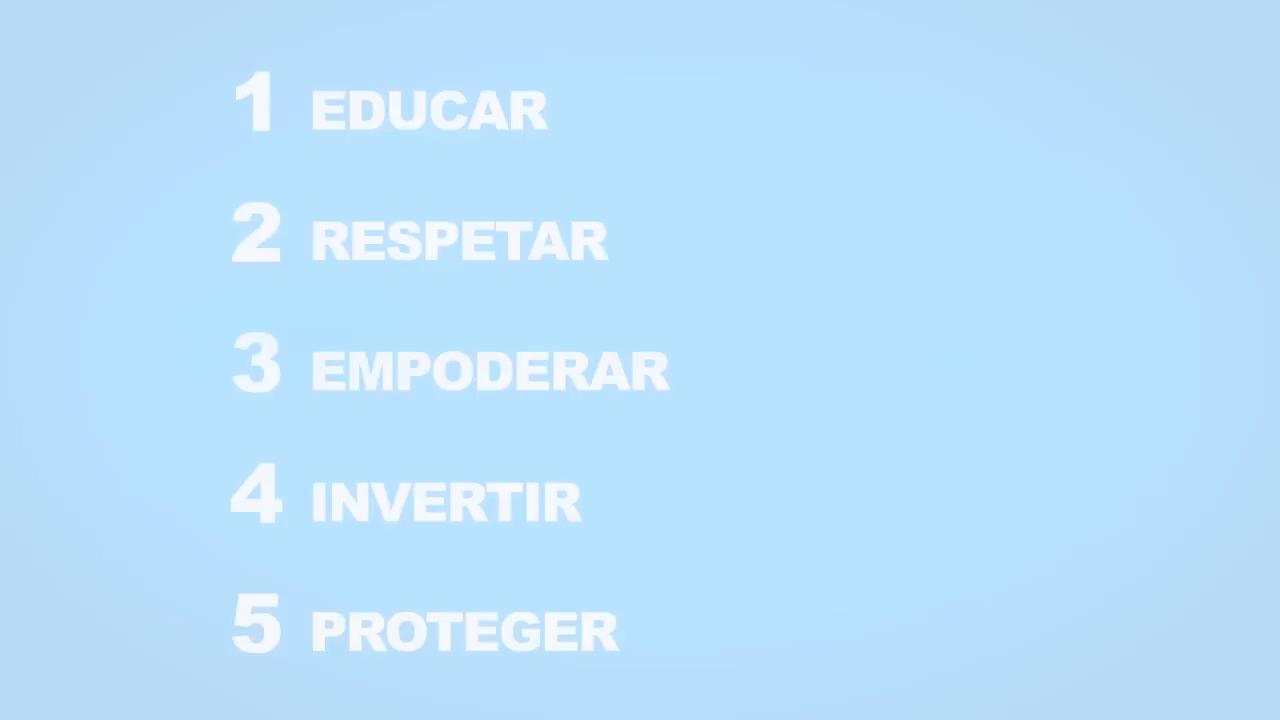 1 EDUCAR
2 RESPETAR
3 EMPODERAR
4 INVERTIR
5 PROTEGER